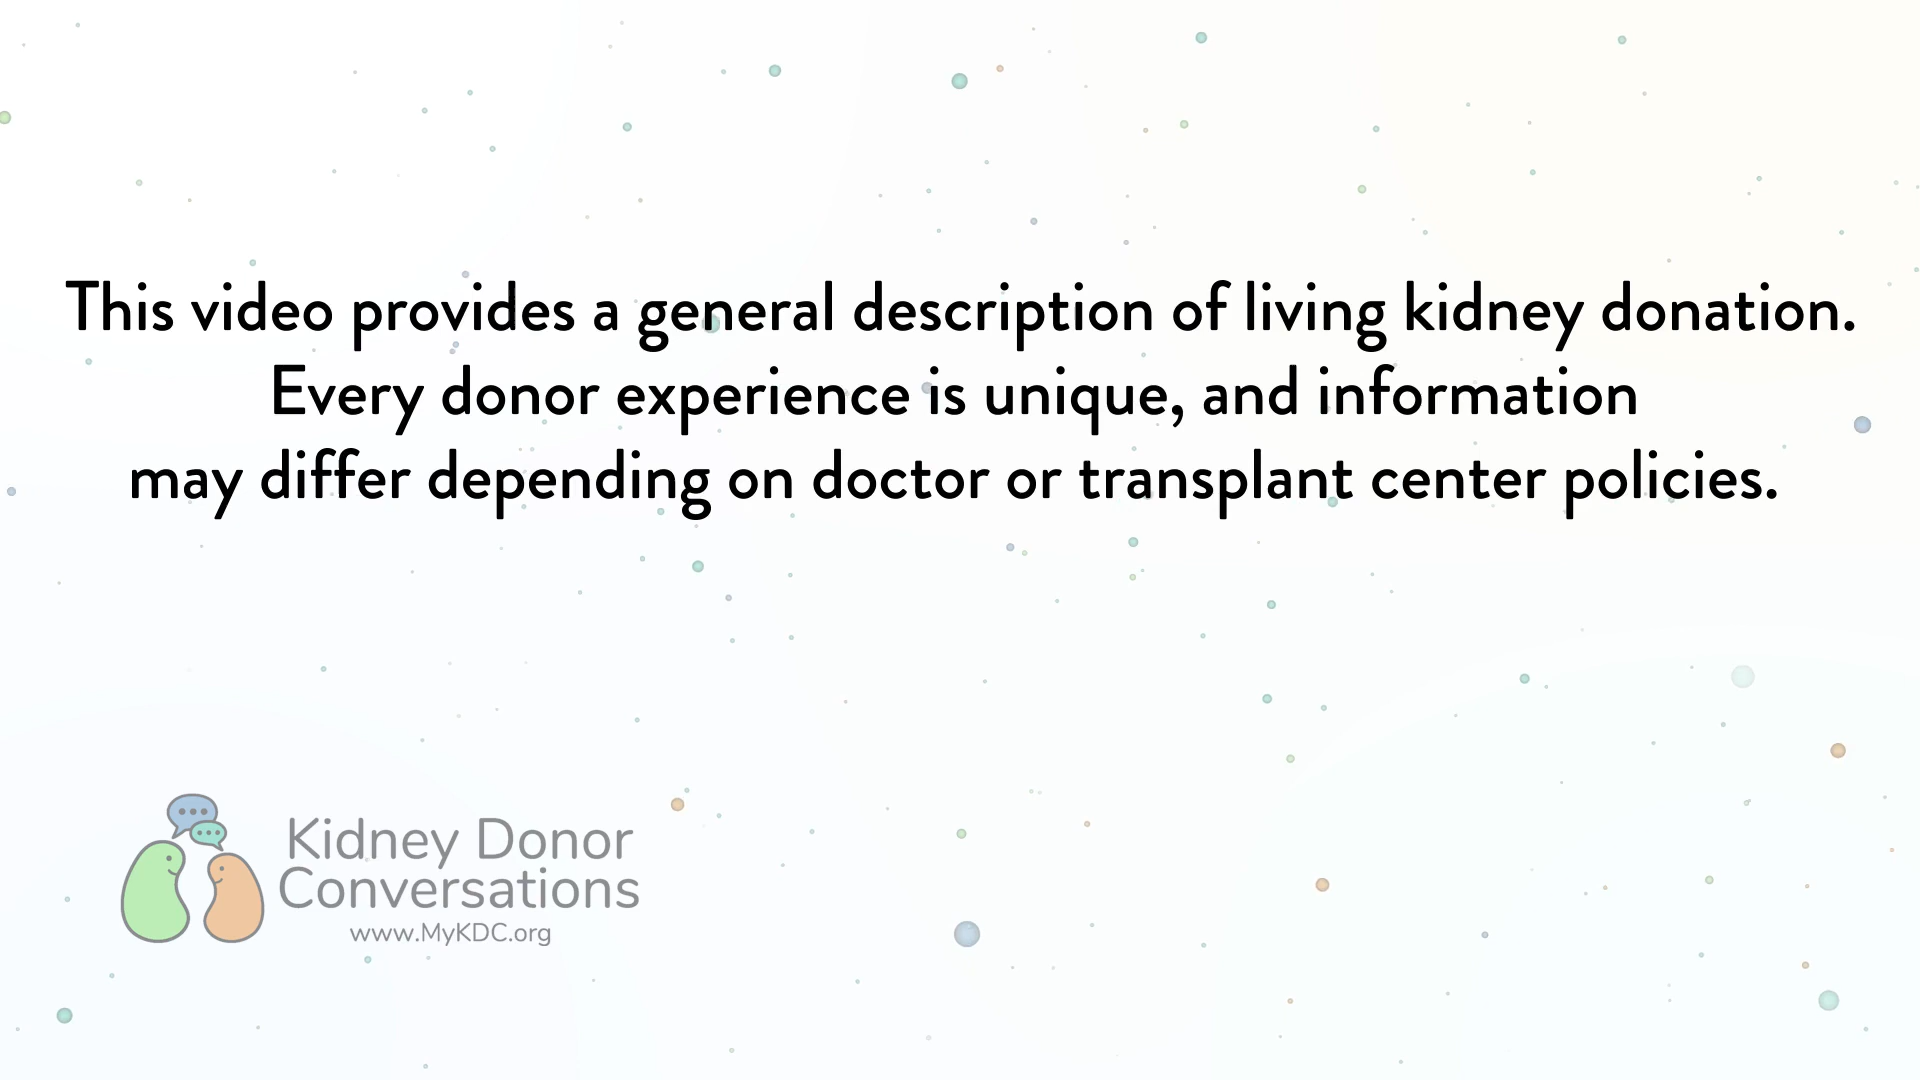 This video provides a general description of living kidney donation.
Every donor experience is unique, and information
may differ depending on doctor or transplant center policies.
Kidney Donor
Conversations
www.MyKDC.org